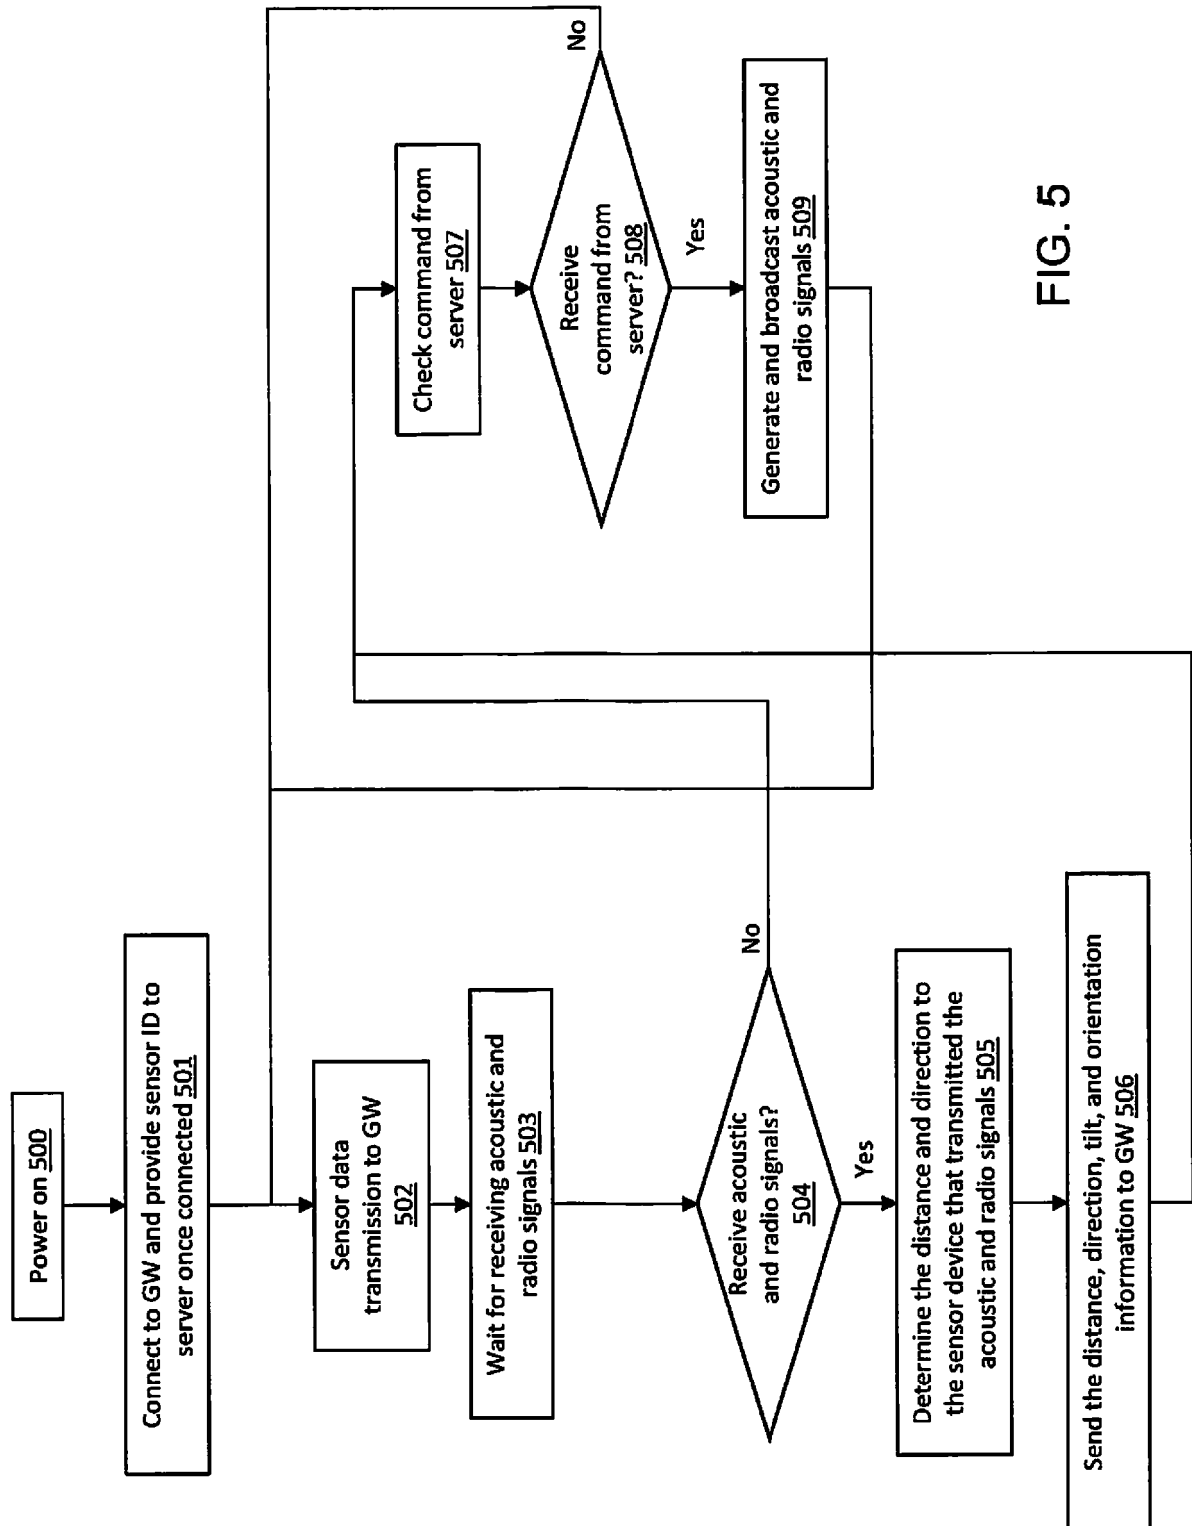 Power on 500
Connect to GW and provide sensor ID to
server once connected 501
Sensor data
transmission to GW
502
Wait for receiving acoustic and
radio signals 503
Receive acoustic
and radio signals?
504
No
Yes
Determine the distance and direction to
the sensor device that transmitted the
acoustic and radio signals 505
Send the distance, direction, tilt, and orientation
information to GW 506
Check command from
server 507
Receive
command from
server? 508
No
Yes
Generate and broadcast acoustic and
radio signals 509
FIG. 5